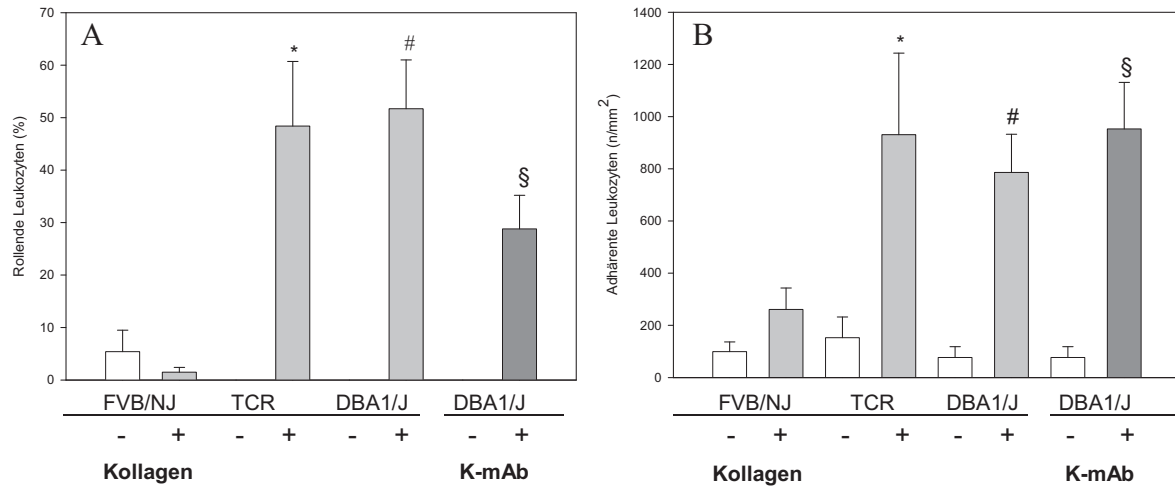 A
Rollende Leukozyten (%)
70
60
50
40
30
20
10
0
*
#
§
FVB/NJ TCR DBA1/J DBA1/J
- + - + - + - +
Kollagen K-mAb
B
Adhärente Leukozyten (n/mm²)
1400
1200
1000
800
600
400
200
0
*
#
§
FVB/NJ TCR DBA1/J DBA1/J
- + - + - + - +
Kollagen K-mAb